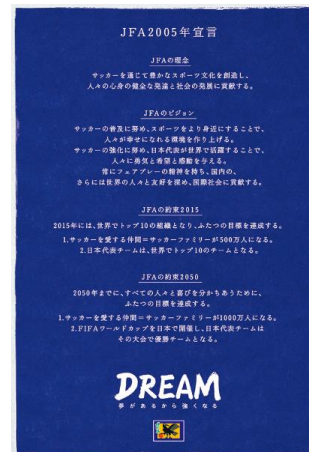 JFA2005年宣言
JFAの理念
サッカーを通じて豊かなスポーツ文化を創造し、
人々の心身の健全な発達と社会の発展に貢献する。
JFAのビジョン
サッカーの普及に努め、スポーツをより身近にすることで、
人々が幸せになれる環境を作り上げる。
サッカーの強化に努め、日本代表が世界で活躍することで、
人々に勇気と希望と感動を与える。
常にフェアプレーの精神を持ち、国内の、
さらには世界の人々と友好を深め、国際社会に貢献する。
JFAの約束2015
2015年には、世界でトップ10の組織となり、ふたつの目標を達成する。
1.サッカーを愛する仲間=サッカーファミリーが500万人になる。
2.日本代表チームは、世界でトップ10のチームとなる。
JFAの約束2050
2050年までに、すべての人々と喜びを分かちあうために、
ふたつの目標を達成する。
1.サッカーを愛する仲間=サッカーファミリーが1000万人になる。
2.FIFAワールドカップを日本で開催し、日本代表チームは
その大会で優勝チームとなる。
DREAM
夢があるから強くなる